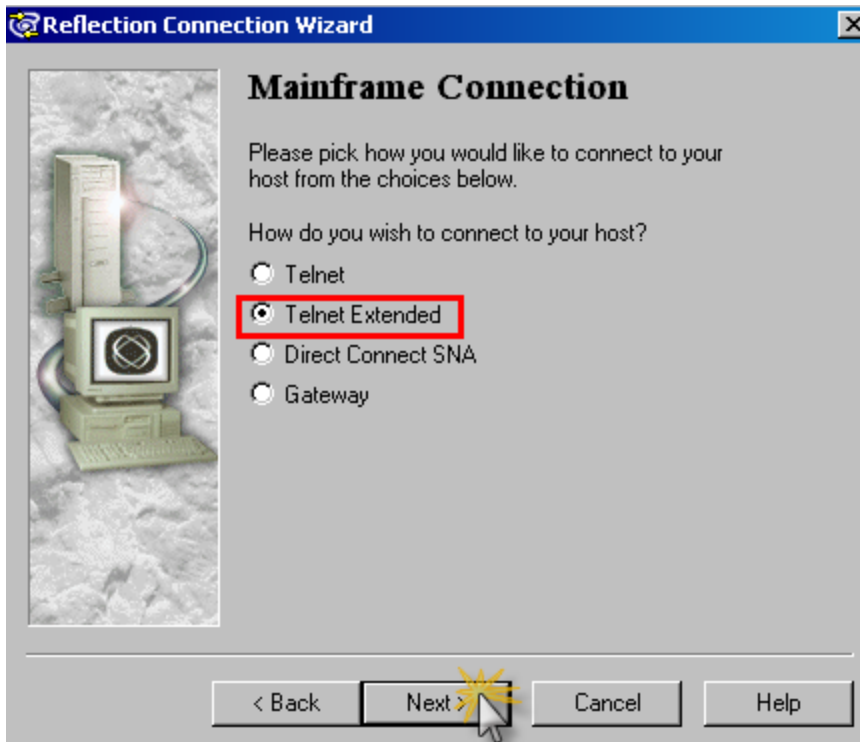 Reflection Connection Wizard
Mainframe Connection
Please pick how you would like to connect to your
host from the choices below.
How do you wish to connect to your host?
Telnet
Telnet Extended
Direct Connect SNA
Gateway
< Back
Next >
Cancel
Help